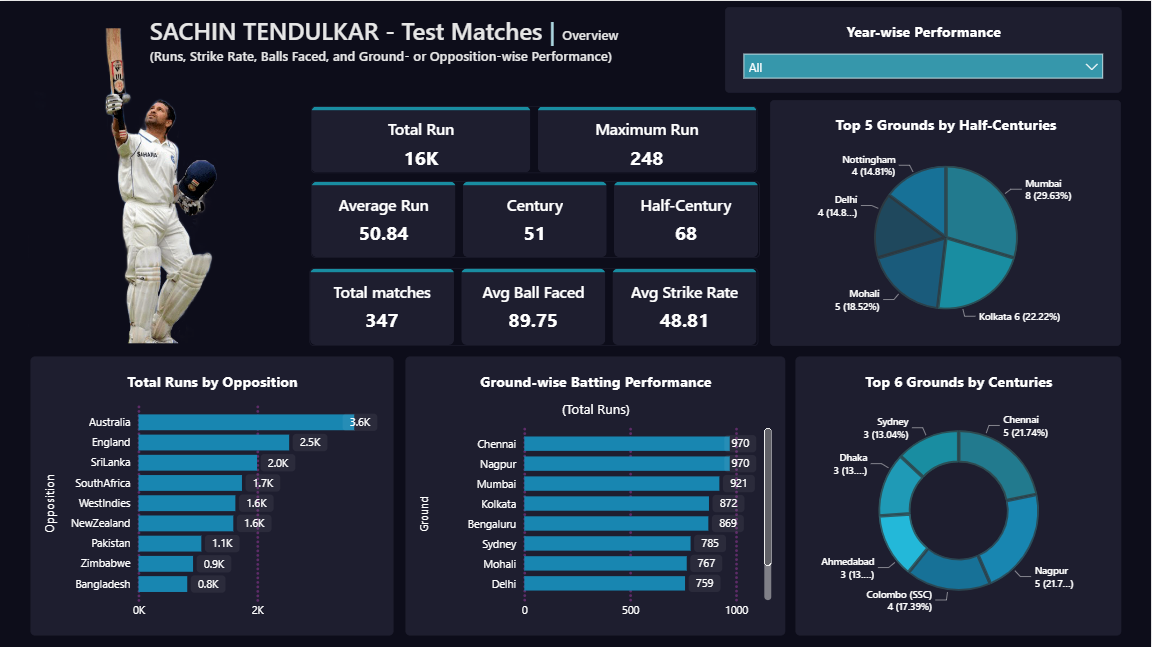 SACHIN TENDULKAR - Test Matches | Overview
(Runs, Strike Rate, Balls Faced, and Ground- or Opposition-wise Performance)
Year-wise Performance
All
SAHARA
Total Run
16K
Maximum Run
248
Average Run
50.84
Century
51
Half-Century
68
Total matches
347
Avg Ball Faced
89.75
Avg Strike Rate
48.81
Top 5 Grounds by Half-Centuries
Nottingham
4 (14.81%)
Mumbai
8 (29.63%)
Delhi
4 (14.8...)
Mohali
5 (18.52%)
Kolkata 6 (22.22%)
Total Runs by Opposition
Opposition
Australia 3.6K
England 2.5K
SriLanka 2.0K
SouthAfrica 1.7K
WestIndies 1.6K
NewZealand 1.6K
Pakistan 1.1K
Zimbabwe 0.9K
Bangladesh 0.8K
0K 2K
Ground-wise Batting Performance
(Total Runs)
Ground
Chennai 970
Nagpur 970
Mumbai 921
Kolkata 872
Bengaluru 869
Sydney 785
Mohali 767
Delhi 759
0 500 1000
Top 6 Grounds by Centuries
Sydney
3 (13.04%)
Chennai
5 (21.74%)
Dhaka
3 (13....)
Ahmedabad
3 (13....)
Nagpur
5 (21.7...)
Colombo (SSC)
4 (17.39%)